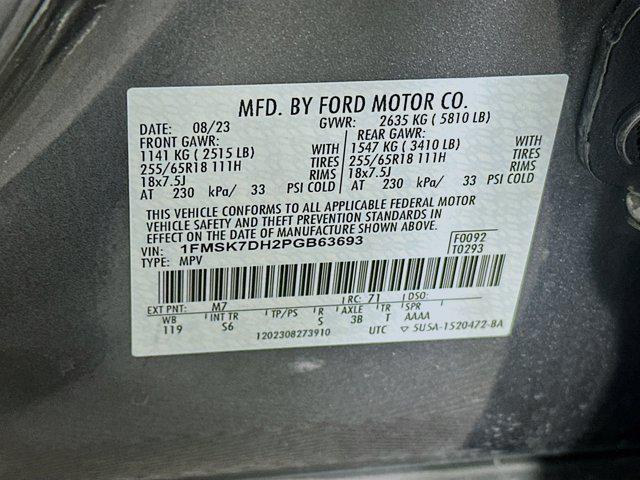 MFD. BY FORD MOTOR CO.
DATE: 08/23 GVWR: 2635 KG ( 5810 LB)
FRONT GAWR: REAR GAWR:
1141 KG ( 2515 LB) WITH 1547 KG ( 3410 LB) WITH
255/65R18 111H TIRES 255/65R18 111H TIRES
18x7.5J RIMS 18x7.5J RIMS
AT 230 kPa/ 33 PSI COLD AT 230 kPa/ 33 PSI COLD
THIS VEHICLE CONFORMS TO ALL APPLICABLE FEDERAL MOTOR
VEHICLE SAFETY AND THEFT PREVENTION STANDARDS IN
EFFECT ON THE DATE OF MANUFACTURE SHOWN ABOVE.
VIN: 1FMSK7DH2PGB63693 F0092
TYPE: MPV T0293
EXT PNT: M7 RC: 71 DSO:
WB INT TR TP/PS R AXLE TR SPR
119 S6 S 3B T AAAA
1202308273910 UTC 5U5A-1520472-BA